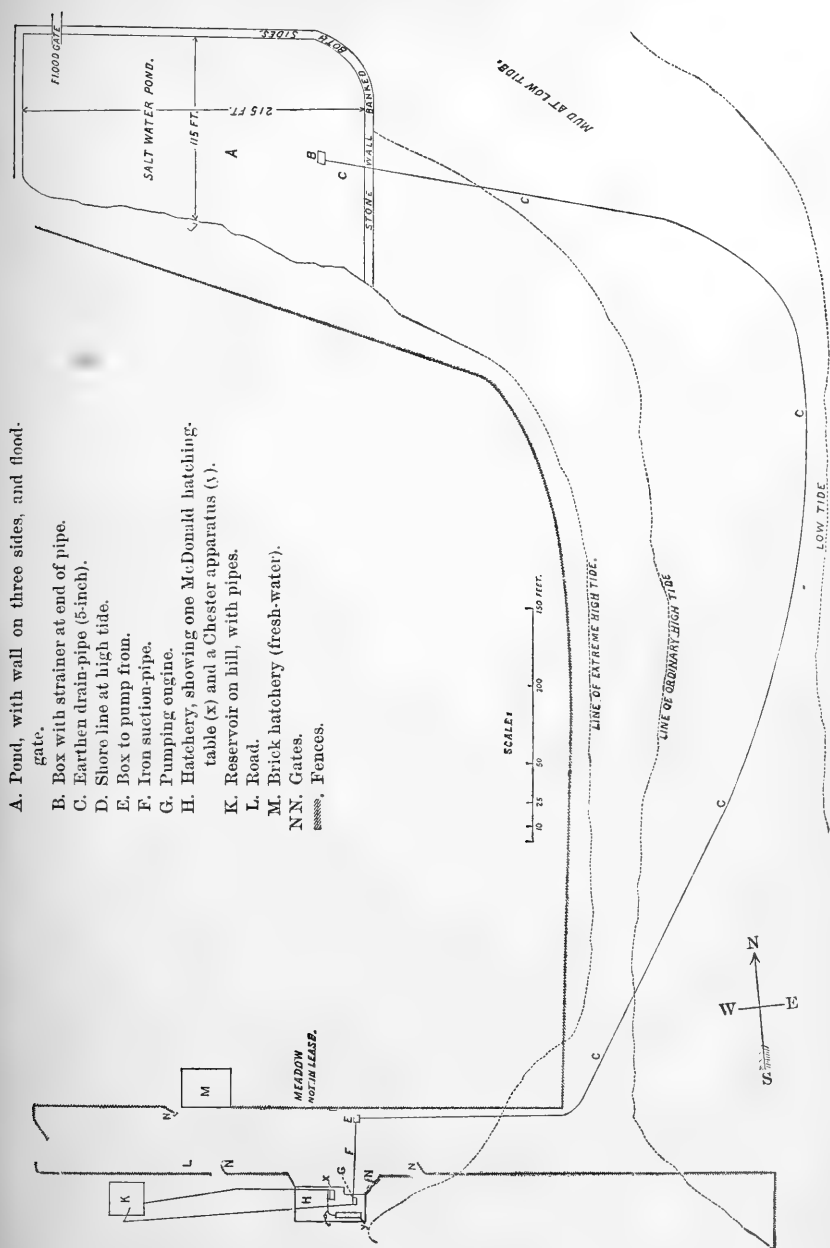 A. Pond, with wall on three sides, and flood-
gate.
B. Box with strainer at end of pipe.
C. Earthen drain-pipe (5-inch).
D. Shore line at high tide.
E. Box to pump from.
F. Iron suction-pipe.
G. Pumping engine.
H. Hatchery, showing one McDonald hatching-
table (x) and a Chester apparatus (y).
K. Reservoir on hill, with pipes.
L. Road.
M. Brick hatchery (fresh-water).
N N. Gates.
Fences.
FLOOD GATE
SALT WATER POND.
115 FT.
215 FT.
A
B
C
STONE WALL BANKED BOTH SIDES.
MUD AT LOW TIDE.
C
C
C
C
LOW TIDE
LINE OF EXTREME HIGH TIDE.
LINE OF ORDINARY HIGH TIDE
SCALE:
10 25 50 100 150 FEET.
N
W E
S
MEADOW
NOT IN LEASE.
M
N
L
N
K
H
X
G
F
E
N
N
Y